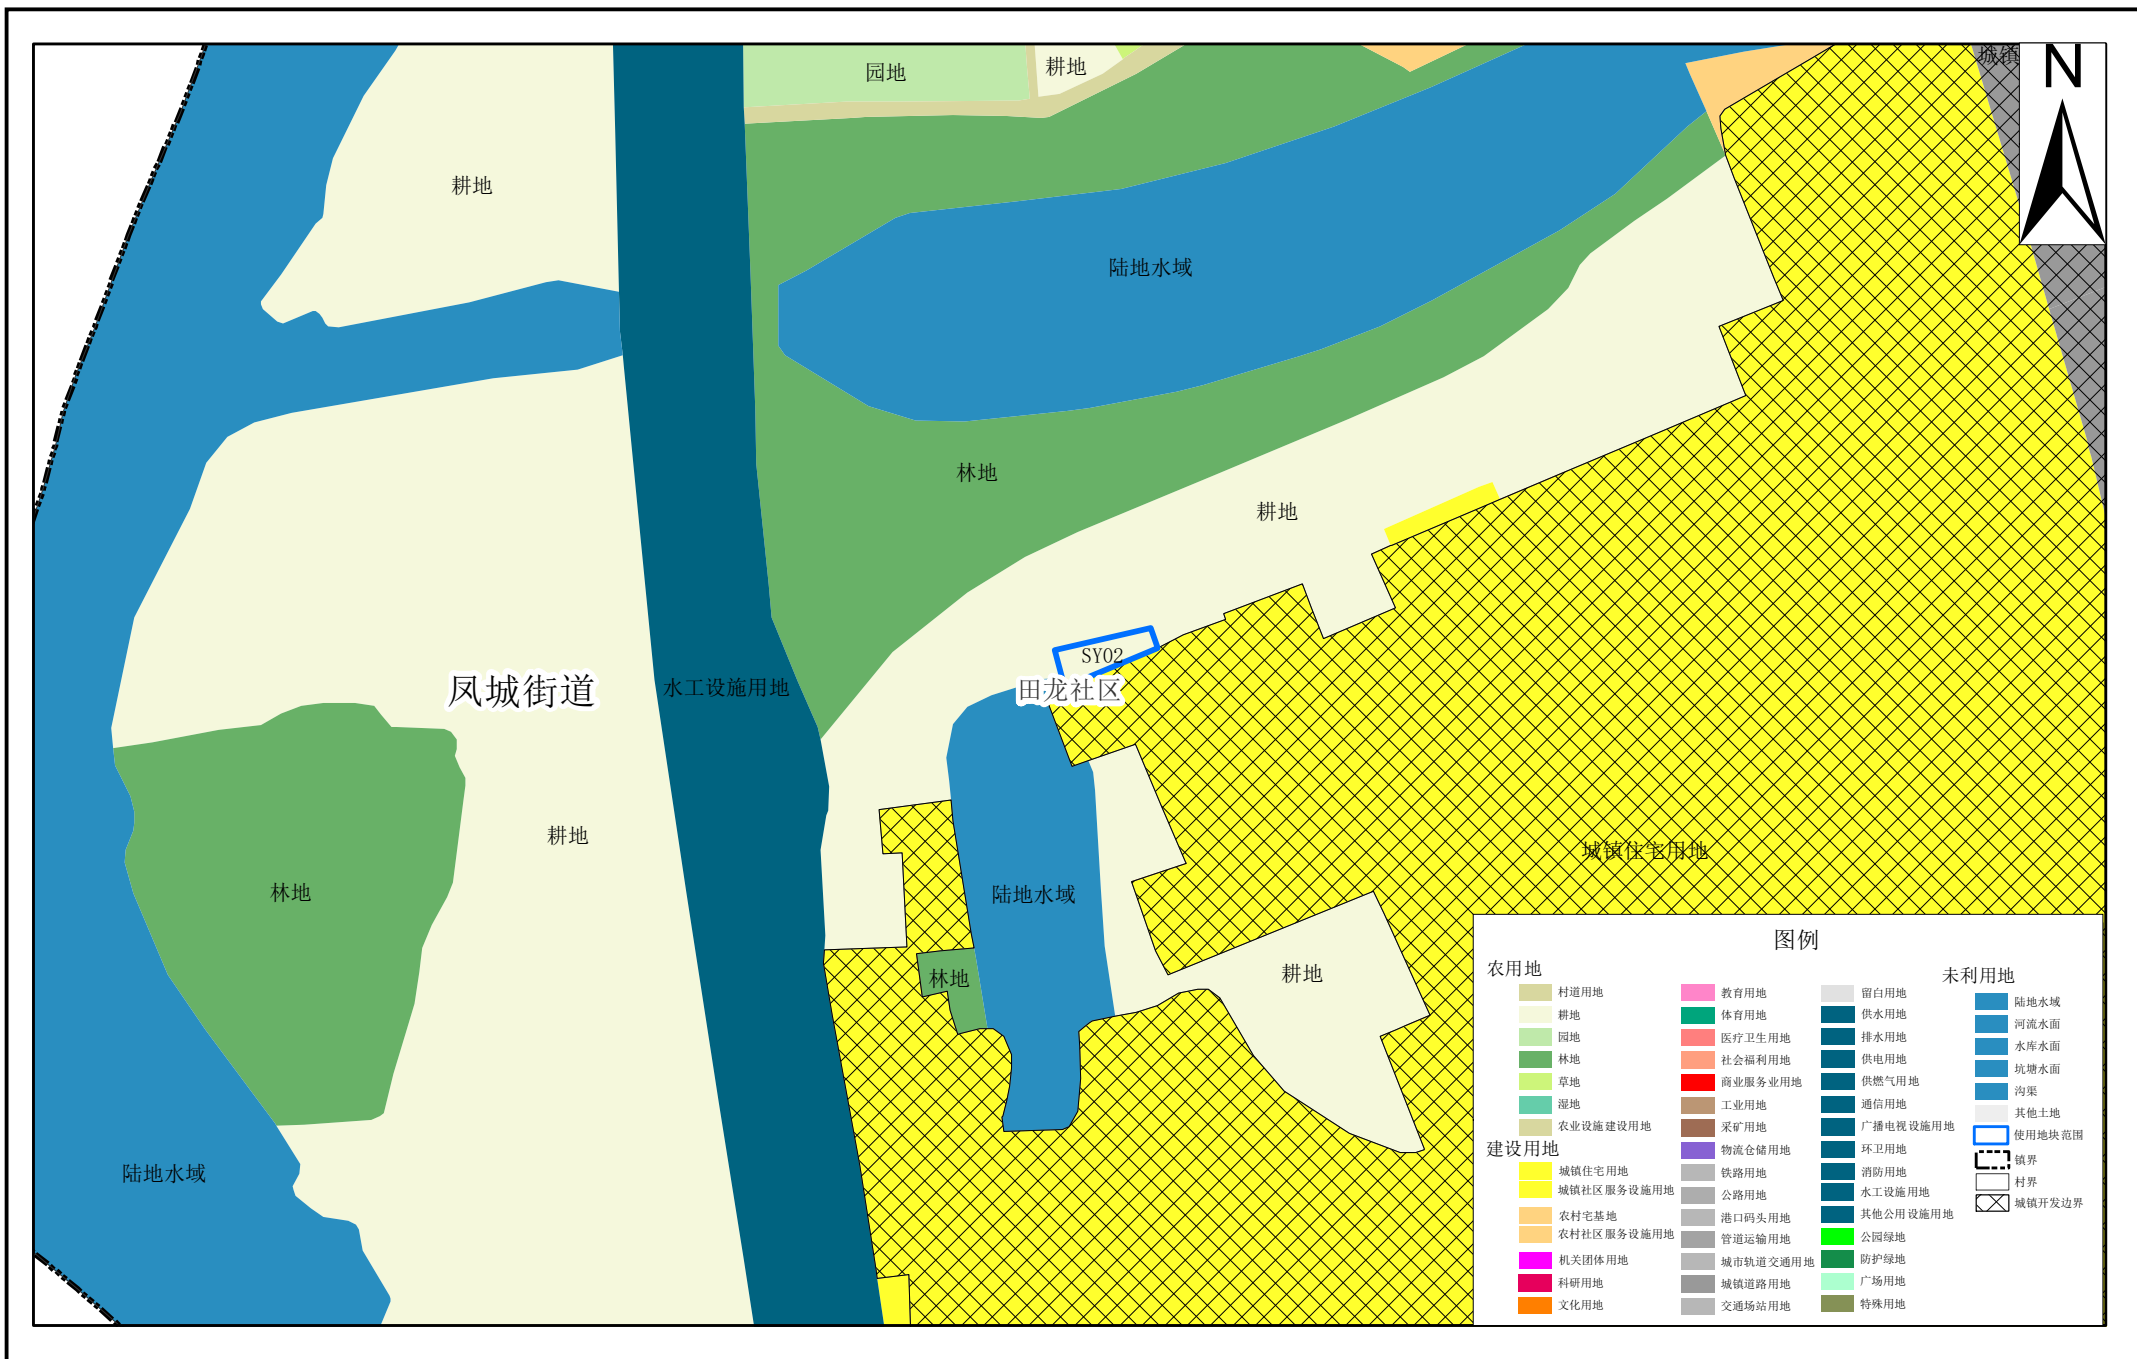 城镇
N
园地
耕地
耕地
陆地水域
林地
耕地
SY02
凤城街道
水工设施用地
田龙社区
耕地
城镇住宅用地
林地
陆地水域
林地
耕地
陆地水域
图例
农用地
村道用地
耕地
园地
林地
草地
湿地
农业设施建设用地
建设用地
城镇住宅用地
城镇社区服务设施用地
农村宅基地
农村社区服务设施用地
机关团体用地
科研用地
文化用地
教育用地
体育用地
医疗卫生用地
社会福利用地
商业服务业用地
工业用地
采矿用地
物流仓储用地
铁路用地
公路用地
港口码头用地
管道运输用地
城市轨道交通用地
城镇道路用地
交通场站用地
留白用地
供水用地
排水用地
供电用地
供燃气用地
通信用地
广播电视设施用地
环卫用地
消防用地
水工设施用地
其他公用设施用地
公园绿地
防护绿地
广场用地
特殊用地
未利用地
陆地水域
河流水面
水库水面
坑塘水面
沟渠
其他土地
使用地块范围
镇界
村界
城镇开发边界